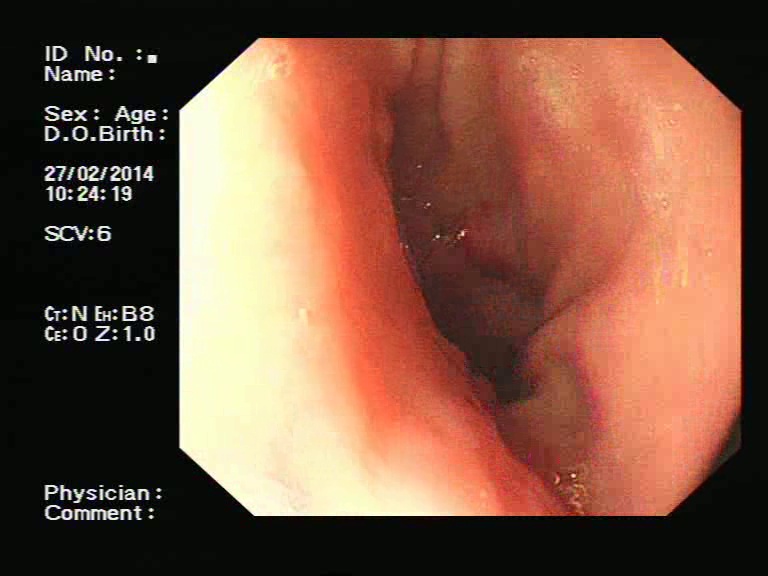 ID No. :
Name:
Sex: Age:
D.O.Birth:
27/02/2014
10:24:19
SCV:6
CT:N EH:B8
CE:0 Z:1.0
Physician:
Comment: